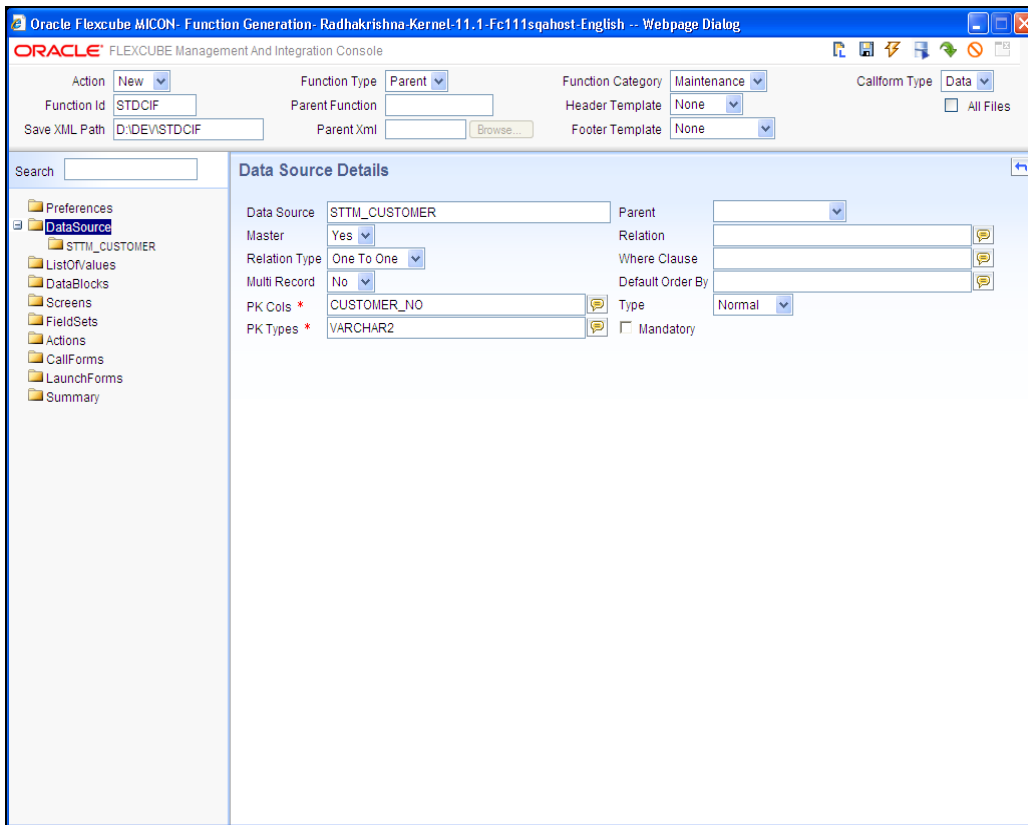 Oracle Flexcube MICON- Function Generation- Radhakrishna-Kernel-11.1-Fc111sqahost-English -- Webpage Dialog
ORACLE FLEXCUBE Management And Integration Console
Action New Function Type Parent Function Category Maintenance Callform Type Data
Function Id STDCIF Parent Function Header Template None All Files
Save XML Path D:\DEV\STDCIF Parent Xml Browse... Footer Template None
Search
Preferences
DataSource
STTM_CUSTOMER
ListOfValues
DataBlocks
Screens
FieldSets
Actions
CallForms
LaunchForms
Summary
Data Source Details
Data Source STTM_CUSTOMER Parent
Master Yes Relation
Relation Type One To One Where Clause
Multi Record No Default Order By
PK Cols * CUSTOMER_NO Type Normal
PK Types * VARCHAR2 Mandatory